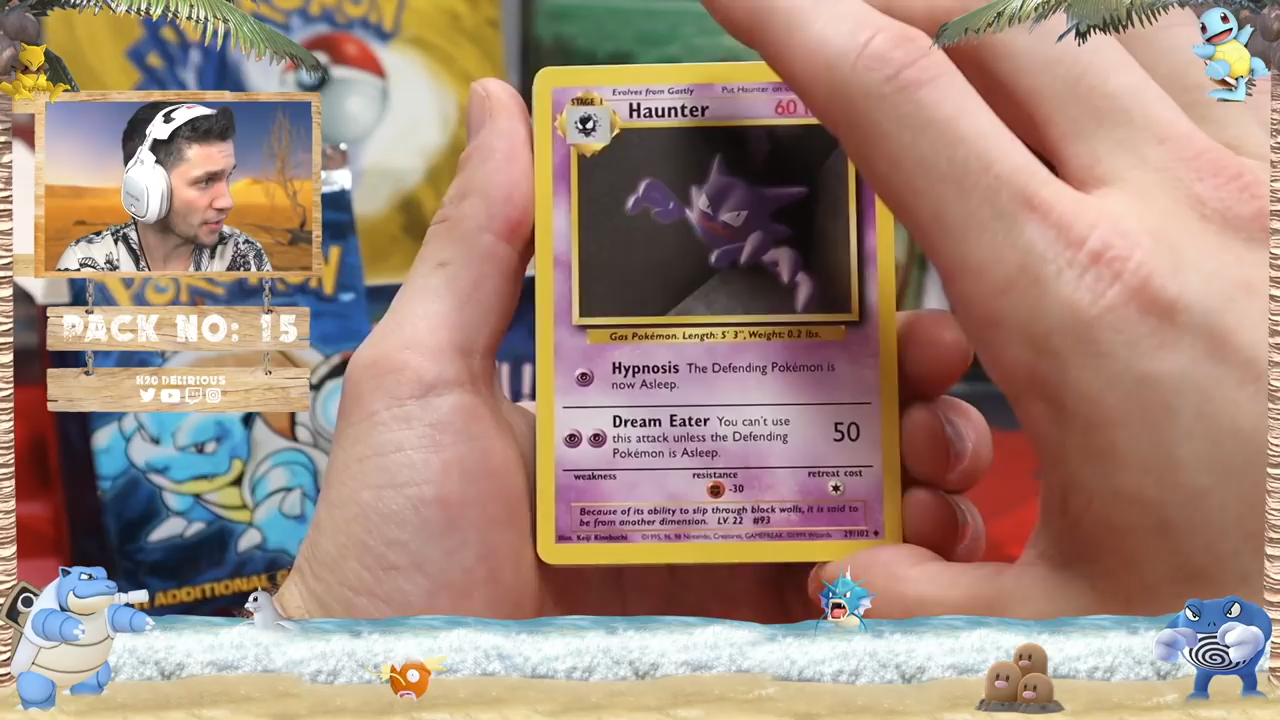 POKEMON
STAGE 1
Evolves from Gastly
Put Haunter on
Haunter
60
Gas Pokémon. Length: 5' 3", Weight: 0.2 lbs.
Hypnosis The Defending Pokémon is
now Asleep.
Dream Eater You can't use
this attack unless the Defending
Pokémon is Asleep.
50
weakness
resistance
retreat cost
-30
Because of its ability to slip through block walls, it is said to
be from another dimension. LV. 22 #93
Illus. Keiji Kinebuchi
©1995, 96, 98 Nintendo, Creatures, GAMEFREAK. ©1999 Wizards.
29/102
POKEMON
PACK NO: 15
H2O DELIRIOUS
ADDITIONAL